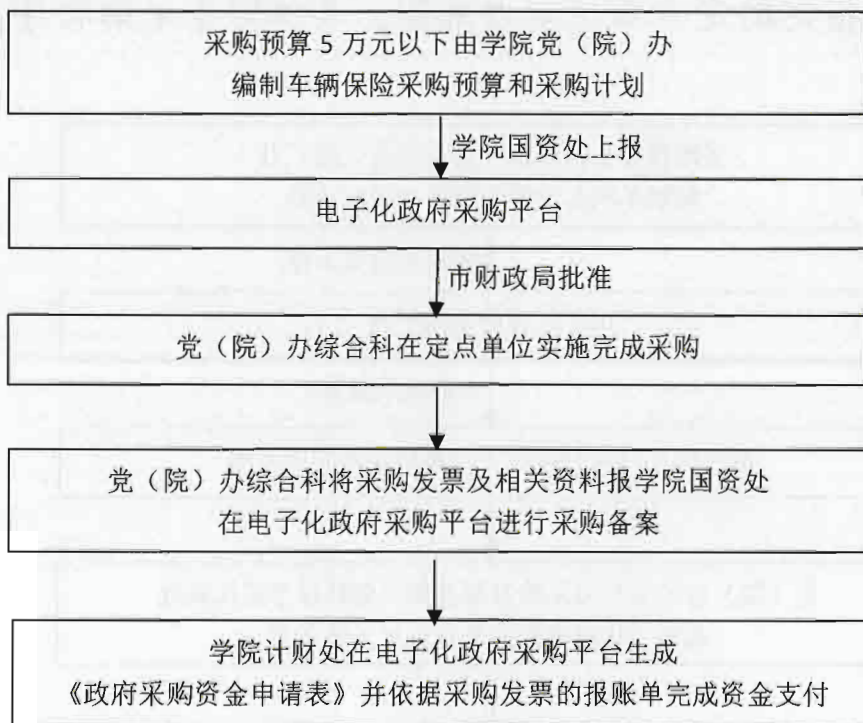 采购预算5万元以下由学院党（院）办
编制车辆保险采购预算和采购计划
学院国资处上报
电子化政府采购平台
市财政局批准
党（院）办综合科在定点单位实施完成采购
党（院）办综合科将采购发票及相关资料报学院国资处
在电子化政府采购平台进行采购备案
学院计财处在电子化政府采购平台生成
《政府采购资金申请表》并依据采购发票的报账单完成资金支付